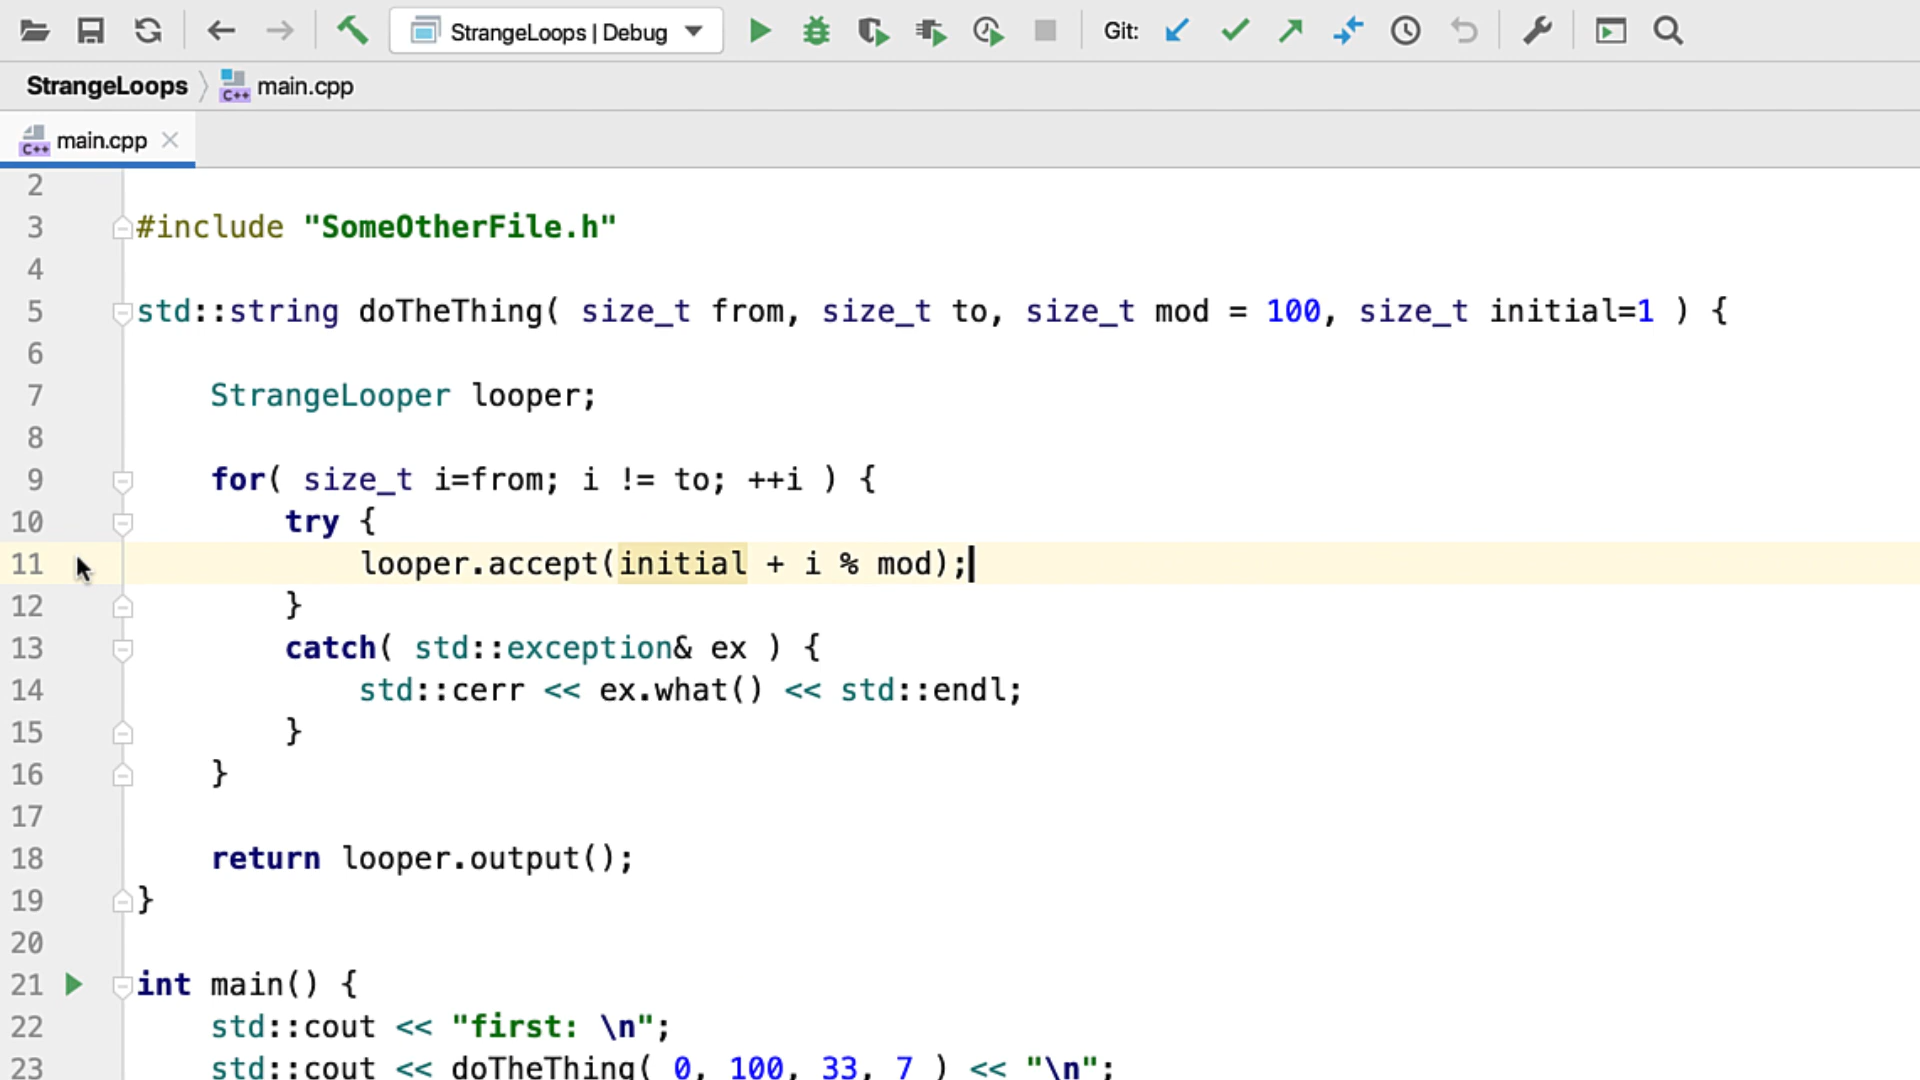 StrangeLoops | Debug Git:
StrangeLoops main.cpp
C++ main.cpp
2
3 #include "SomeOtherFile.h"
4
5 std::string doTheThing( size_t from, size_t to, size_t mod = 100, size_t initial=1 ) {
6
7 StrangeLooper looper;
8
9 for( size_t i=from; i != to; ++i ) {
10 try {
11 looper.accept(initial + i % mod);
12 }
13 catch( std::exception& ex ) {
14 std::cerr << ex.what() << std::endl;
15 }
16 }
17
18 return looper.output();
19 }
20
21 int main() {
22 std::cout << "first: \n";
23 std::cout << doTheThing( 0, 100, 33, 7 ) << "\n";